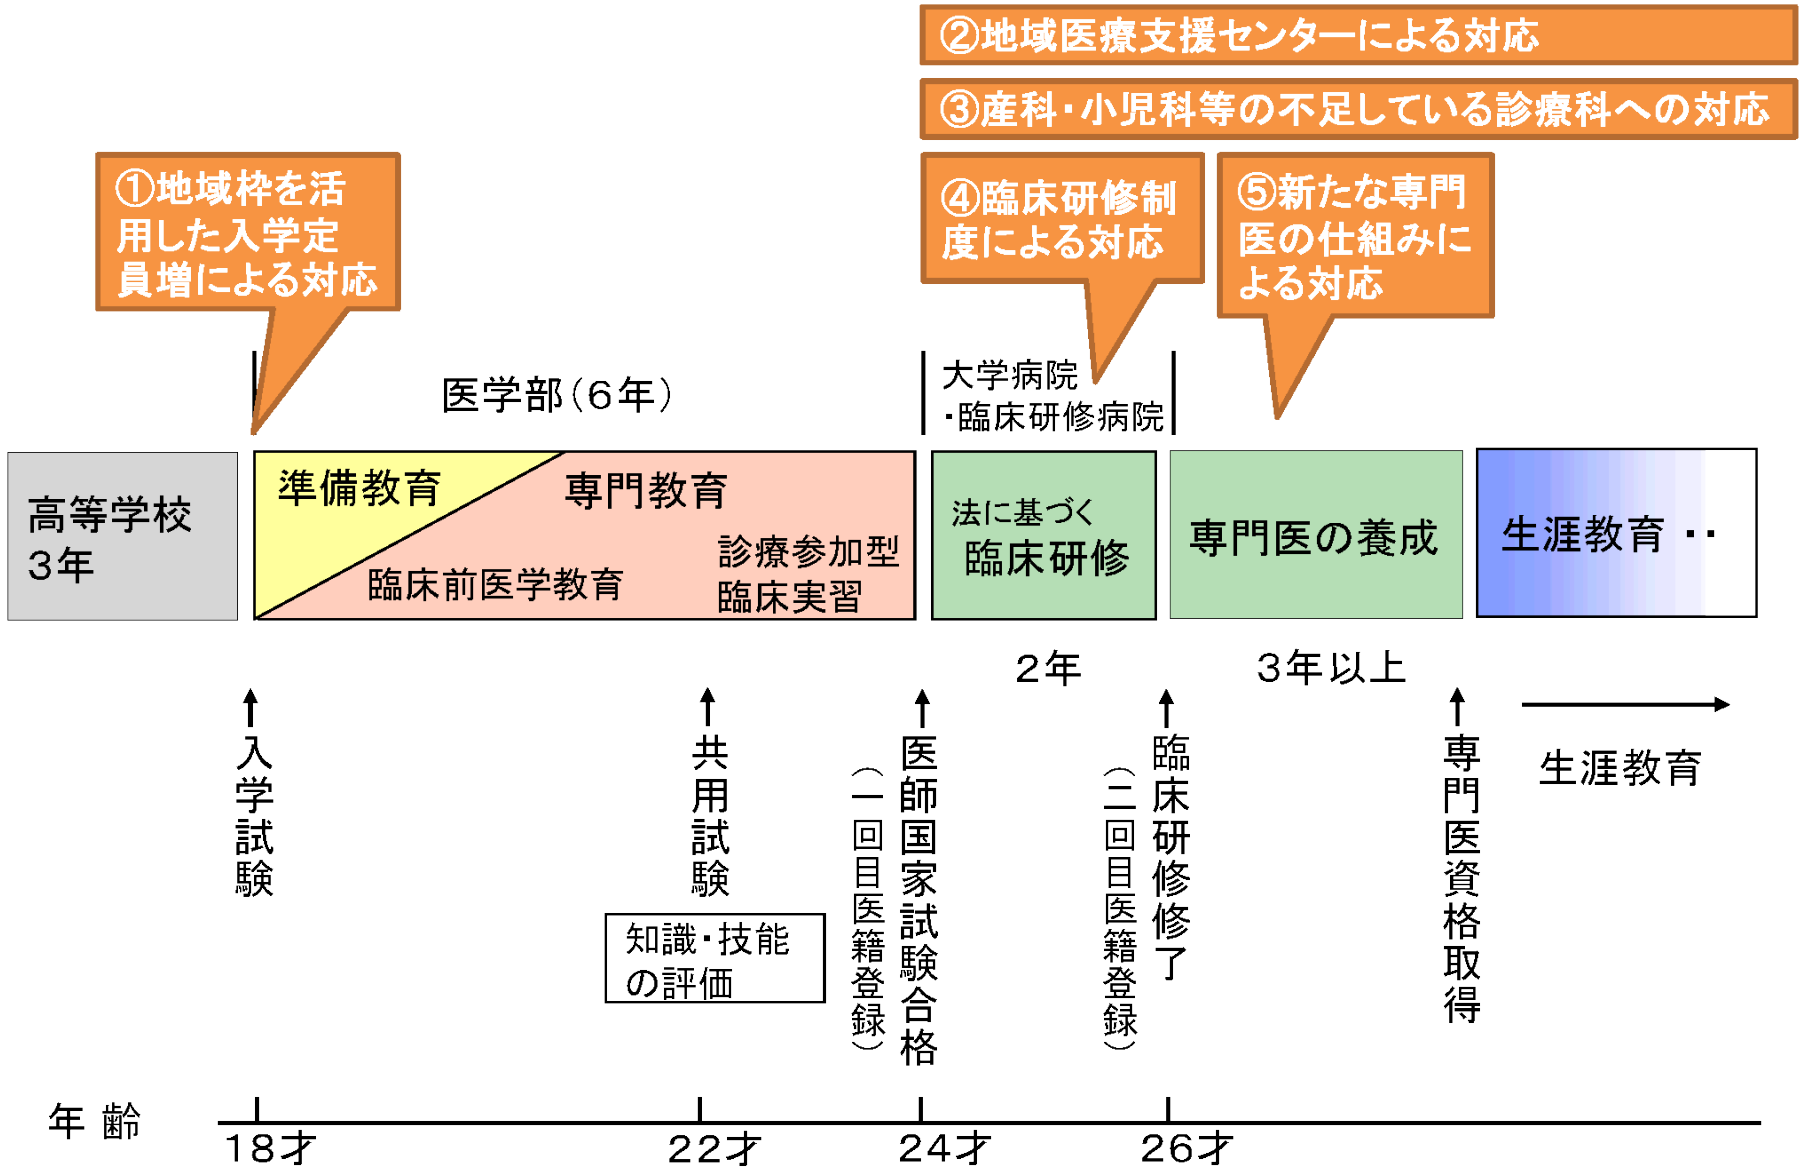 ②地域医療支援センターによる対応
③産科・小児科等の不足している診療科への対応
①地域枠を活
用した入学定
員増による対応
④臨床研修制
度による対応
⑤新たな専門
医の仕組みに
よる対応
医学部（６年）
大学病院
・臨床研修病院
高等学校
３年
準備教育
専門教育
臨床前医学教育
診療参加型
臨床実習
法に基づく
臨床研修
専門医の養成
生涯教育 ・・
２年
３年以上
入学試験
共用試験
知識・技能
の評価
医師国家試験合格
（一回目医籍登録）
臨床研修修了
（二回目医籍登録）
専門医資格取得
生涯教育
年 齢
１８才
２２才
２４才
２６才